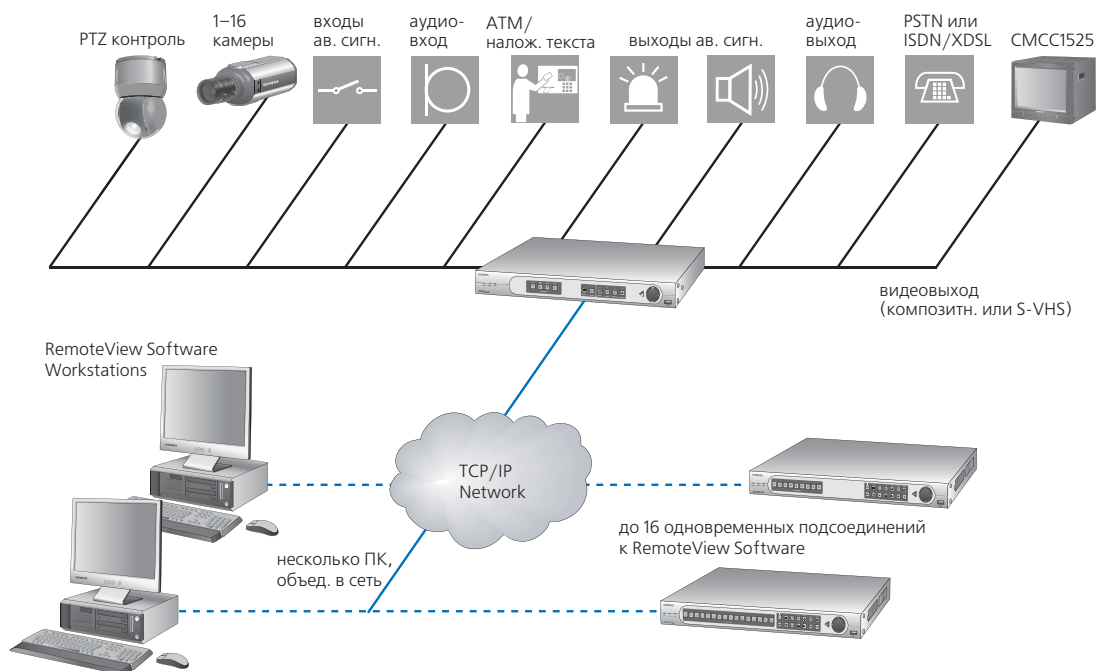 PTZ контроль
1–16
камеры
входы
ав. сигн.
аудио-
вход
ATM/
налож. текста
выходы ав. сигн.
аудио-
выход
PSTN или
ISDN/XDSL
CMCC1525
видеовыход
(композитн. или S-VHS)
RemoteView Software
Workstations
TCP/IP
Network
до 16 одновременных подсоединений
к RemoteView Software
несколько ПК,
объед. в сеть